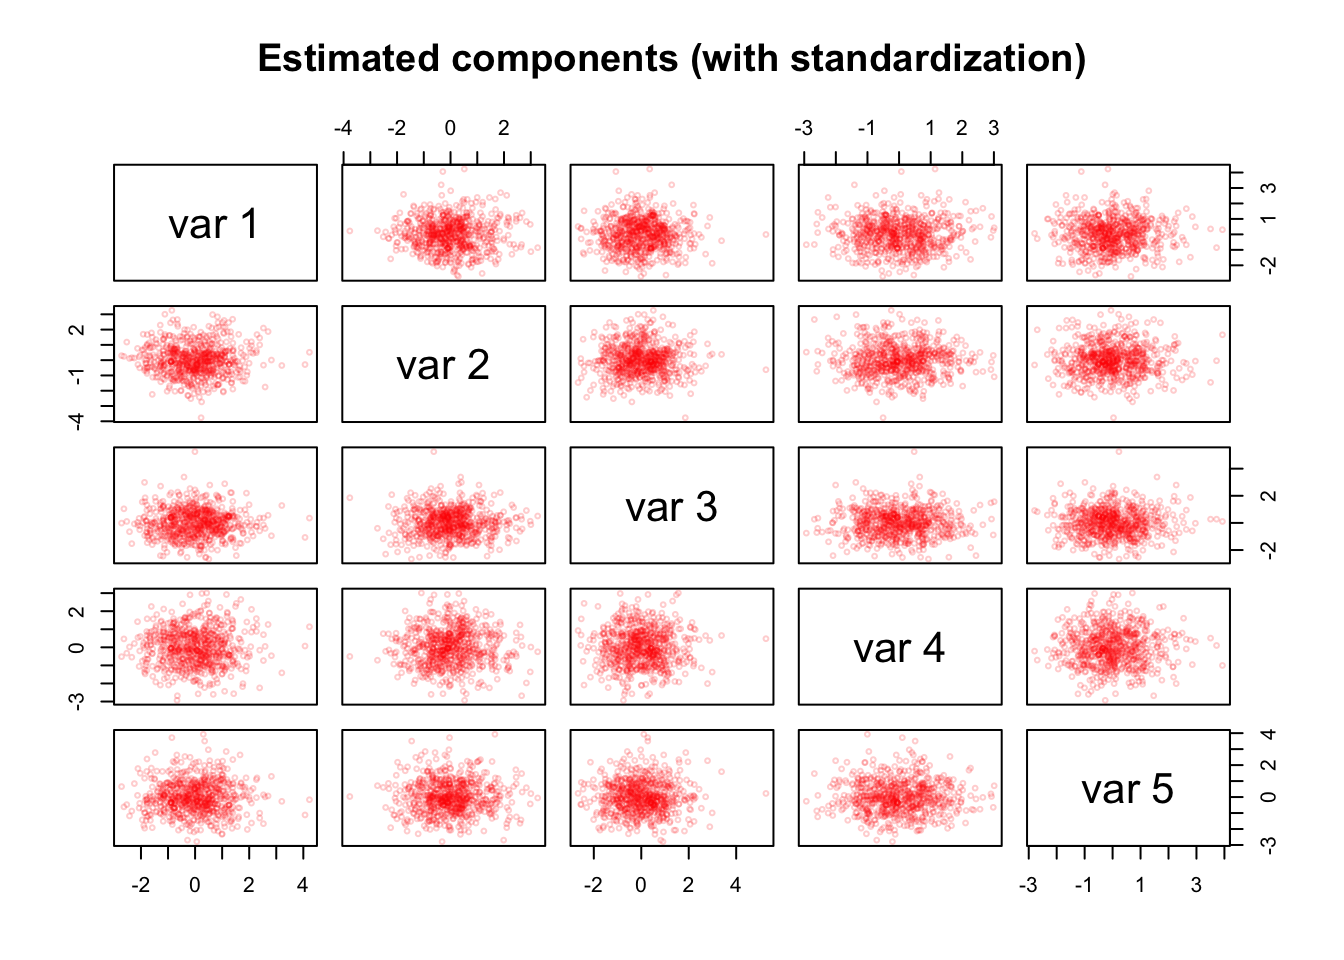 Estimated components (with standardization)
-4 -2 0 2 -3 -1 1 2 3
var 1 3 1 -2
2 -1 -4 var 2
var 3 2 -2
2 0 -3 var 4
var 5 4 2 0 -3
-2 0 2 4 -2 0 2 4 -3 -1 1 3